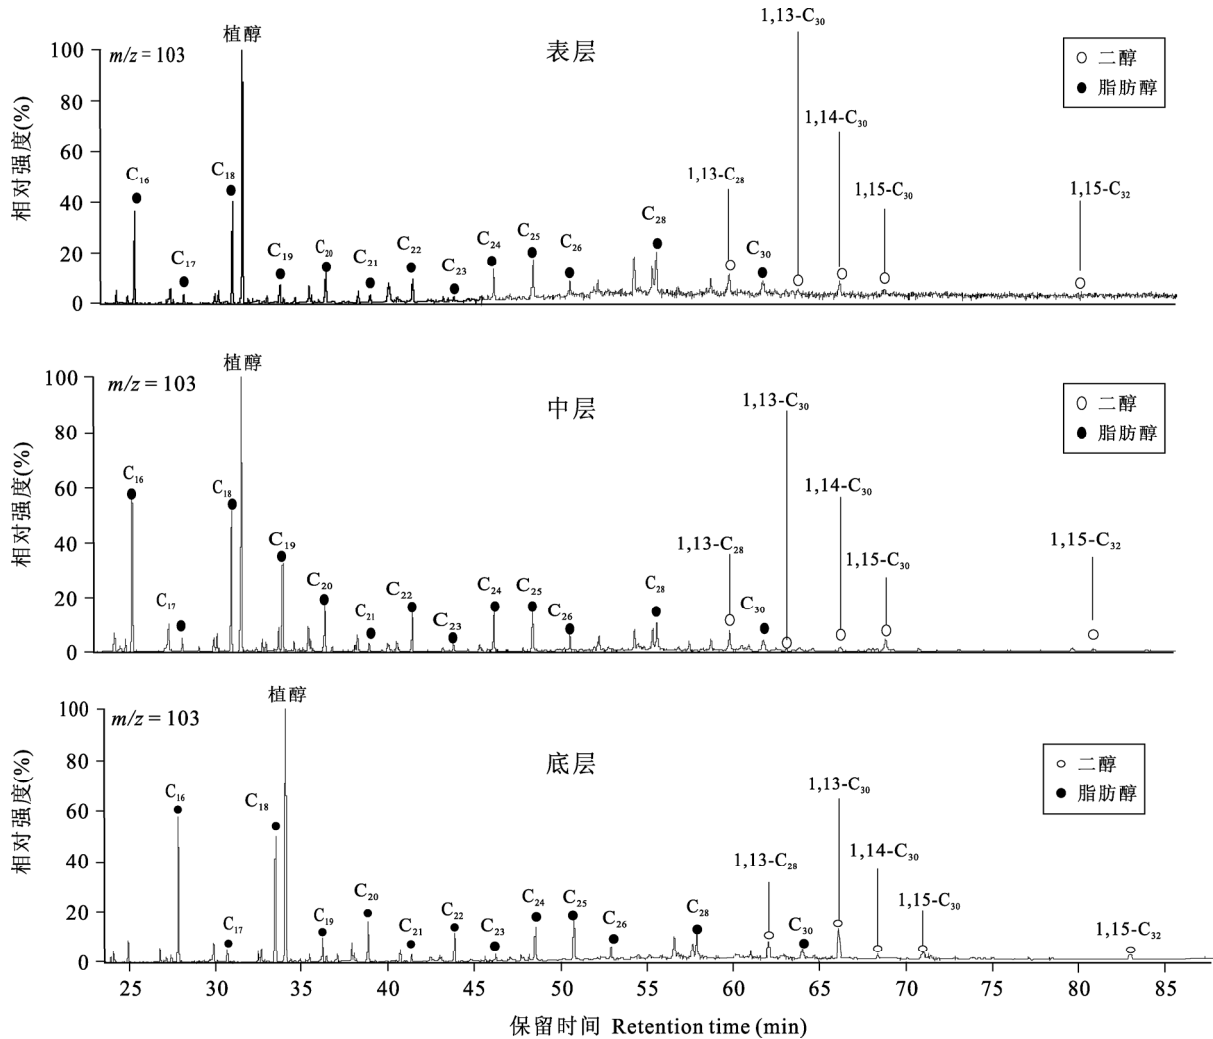 植醇
表层
m/z = 103
1,13-C₃₀
二醇
脂肪醇
1,14-C₃₀
1,13-C₂₈
1,15-C₃₀
1,15-C₃₂
C₁₆
C₁₇
C₁₈
C₁₉
C₂₀
C₂₁
C₂₂
C₂₃
C₂₄
C₂₅
C₂₆
C₂₈
C₃₀
相对强度(%)
100
80
60
40
20
0
植醇
中层
m/z = 103
1,13-C₃₀
二醇
脂肪醇
1,14-C₃₀
1,13-C₂₈
1,15-C₃₀
1,15-C₃₂
C₁₆
C₁₇
C₁₈
C₁₉
C₂₀
C₂₁
C₂₂
C₂₃
C₂₄
C₂₅
C₂₆
C₂₈
C₃₀
相对强度(%)
100
80
60
40
20
0
植醇
底层
m/z = 103
二醇
脂肪醇
1,13-C₃₀
1,14-C₃₀
1,13-C₂₈
1,15-C₃₀
1,15-C₃₂
C₁₆
C₁₇
C₁₈
C₁₉
C₂₀
C₂₁
C₂₂
C₂₃
C₂₄
C₂₅
C₂₆
C₂₈
C₃₀
相对强度(%)
100
80
60
40
20
0
25 30 35 40 45 50 55 60 65 70 75 80 85
保留时间 Retention time (min)